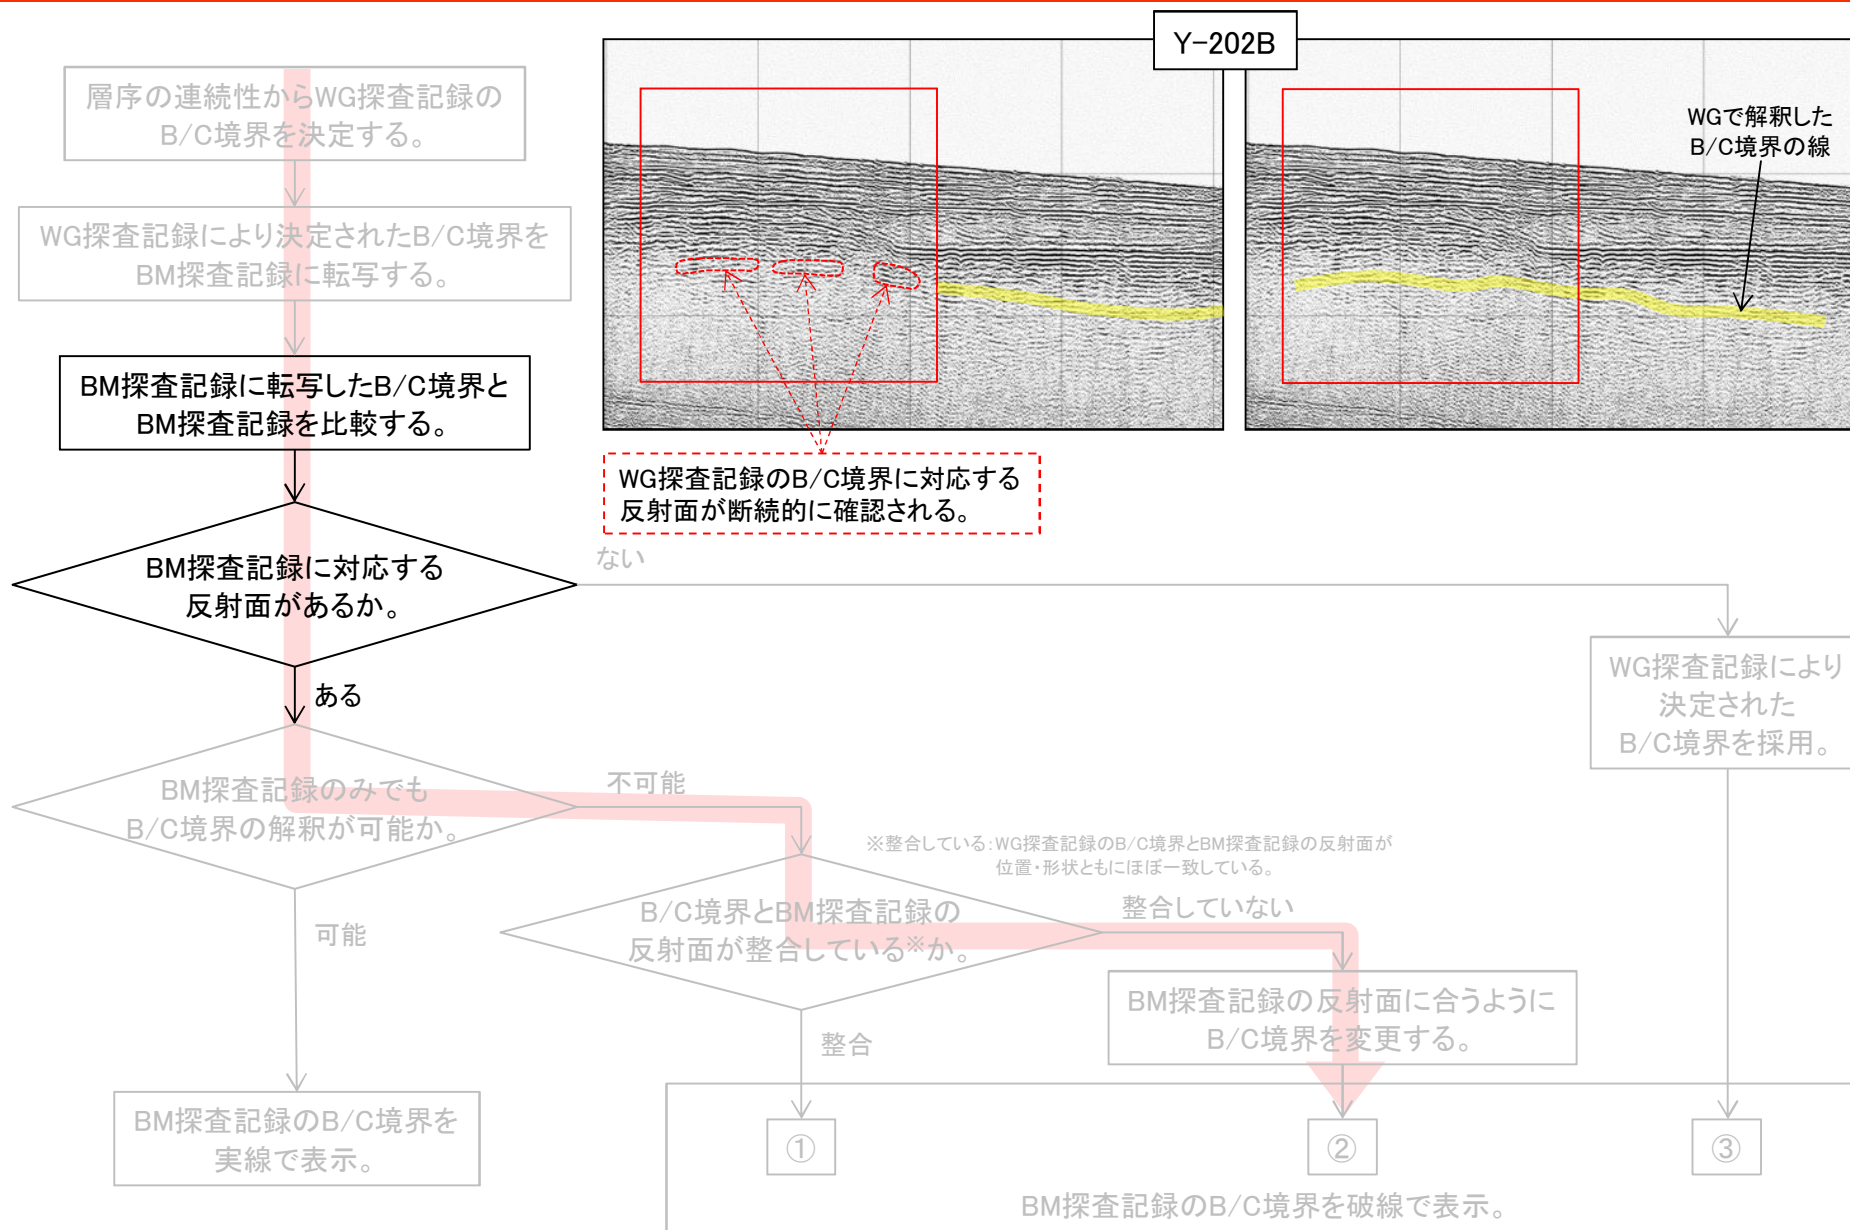 Y-202B
WGで解釈した
B/C境界の線
層序の連続性からWG探査記録の
B/C境界を決定する。
WG探査記録により決定されたB/C境界を
BM探査記録に転写する。
BM探査記録に転写したB/C境界と
BM探査記録を比較する。
WG探査記録のB/C境界に対応する
反射面が断続的に確認される。
BM探査記録に対応する
反射面があるか。
ない
ある
WG探査記録により
決定された
B/C境界を採用。
BM探査記録のみでも
B/C境界の解釈が可能か。
不可能
可能
※整合している:WG探査記録のB/C境界とBM探査記録の反射面が
位置・形状ともにほぼ一致している。
B/C境界とBM探査記録の
反射面が整合している※か。
整合していない
整合
BM探査記録の反射面に合うように
B/C境界を変更する。
BM探査記録のB/C境界を
実線で表示。
①
②
③
BM探査記録のB/C境界を破線で表示。